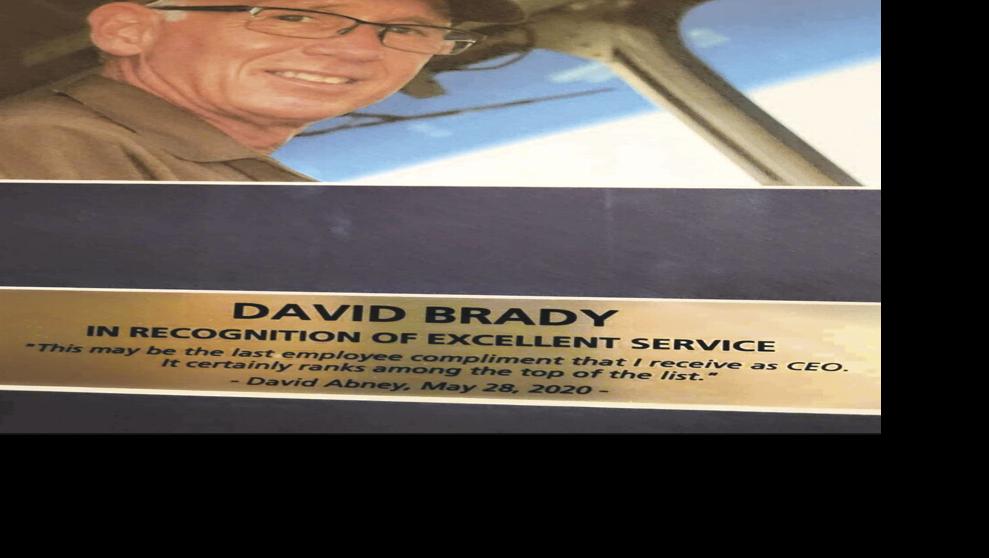 DAVID BRADY
IN RECOGNITION OF EXCELLENT SERVICE
"This may be the last employee compliment that I receive as CEO.
It certainly ranks among the top of the list."
- David Abney, May 28, 2020 -